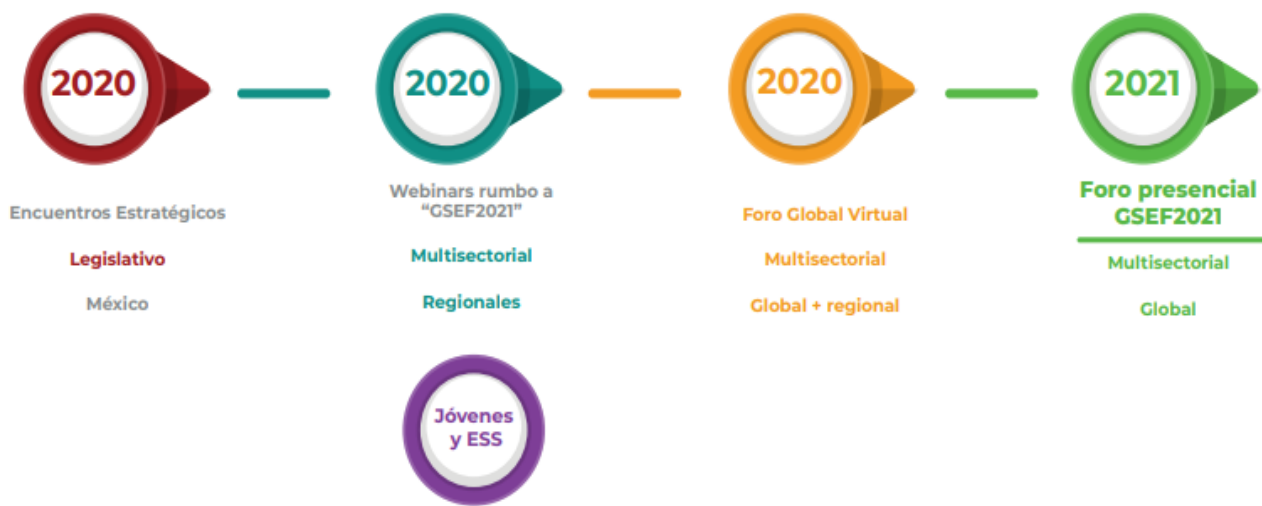 2020
Encuentros Estratégicos
Legislativo
México
2020
Webinars rumbo a
“GSEF2021”
Multisectorial
Regionales
Jóvenes
y ESS
2020
Foro Global Virtual
Multisectorial
Global + regional
2021
Foro presencial
GSEF2021
Multisectorial
Global